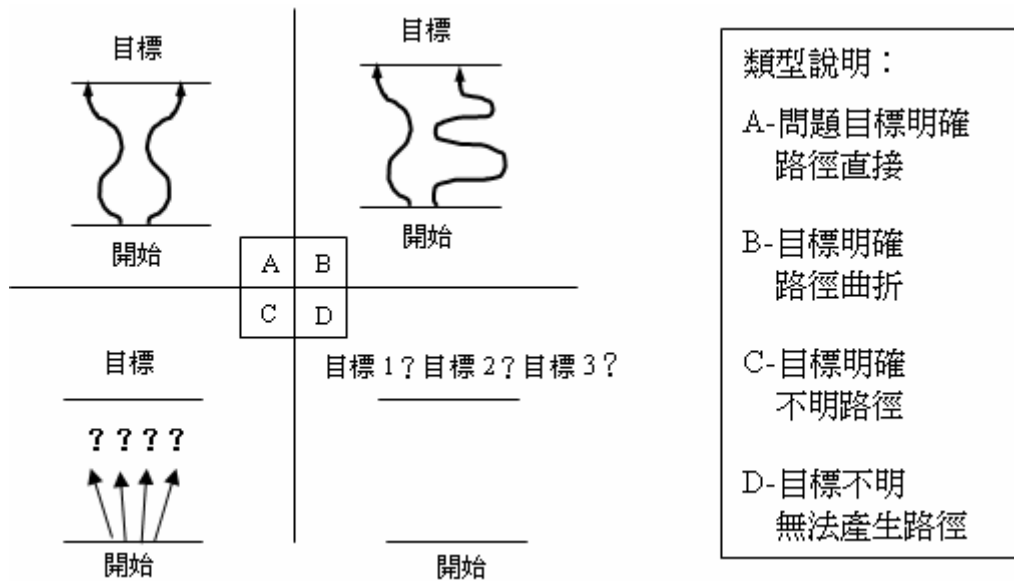 目標
開始
目標
開始
A B
C D
目標
? ? ? ?
開始
目標 1? 目標 2? 目標 3?
開始
類型說明：
A-問題目標明確
路徑直接
B-目標明確
路徑曲折
C-目標明確
不明路徑
D-目標不明
無法產生路徑